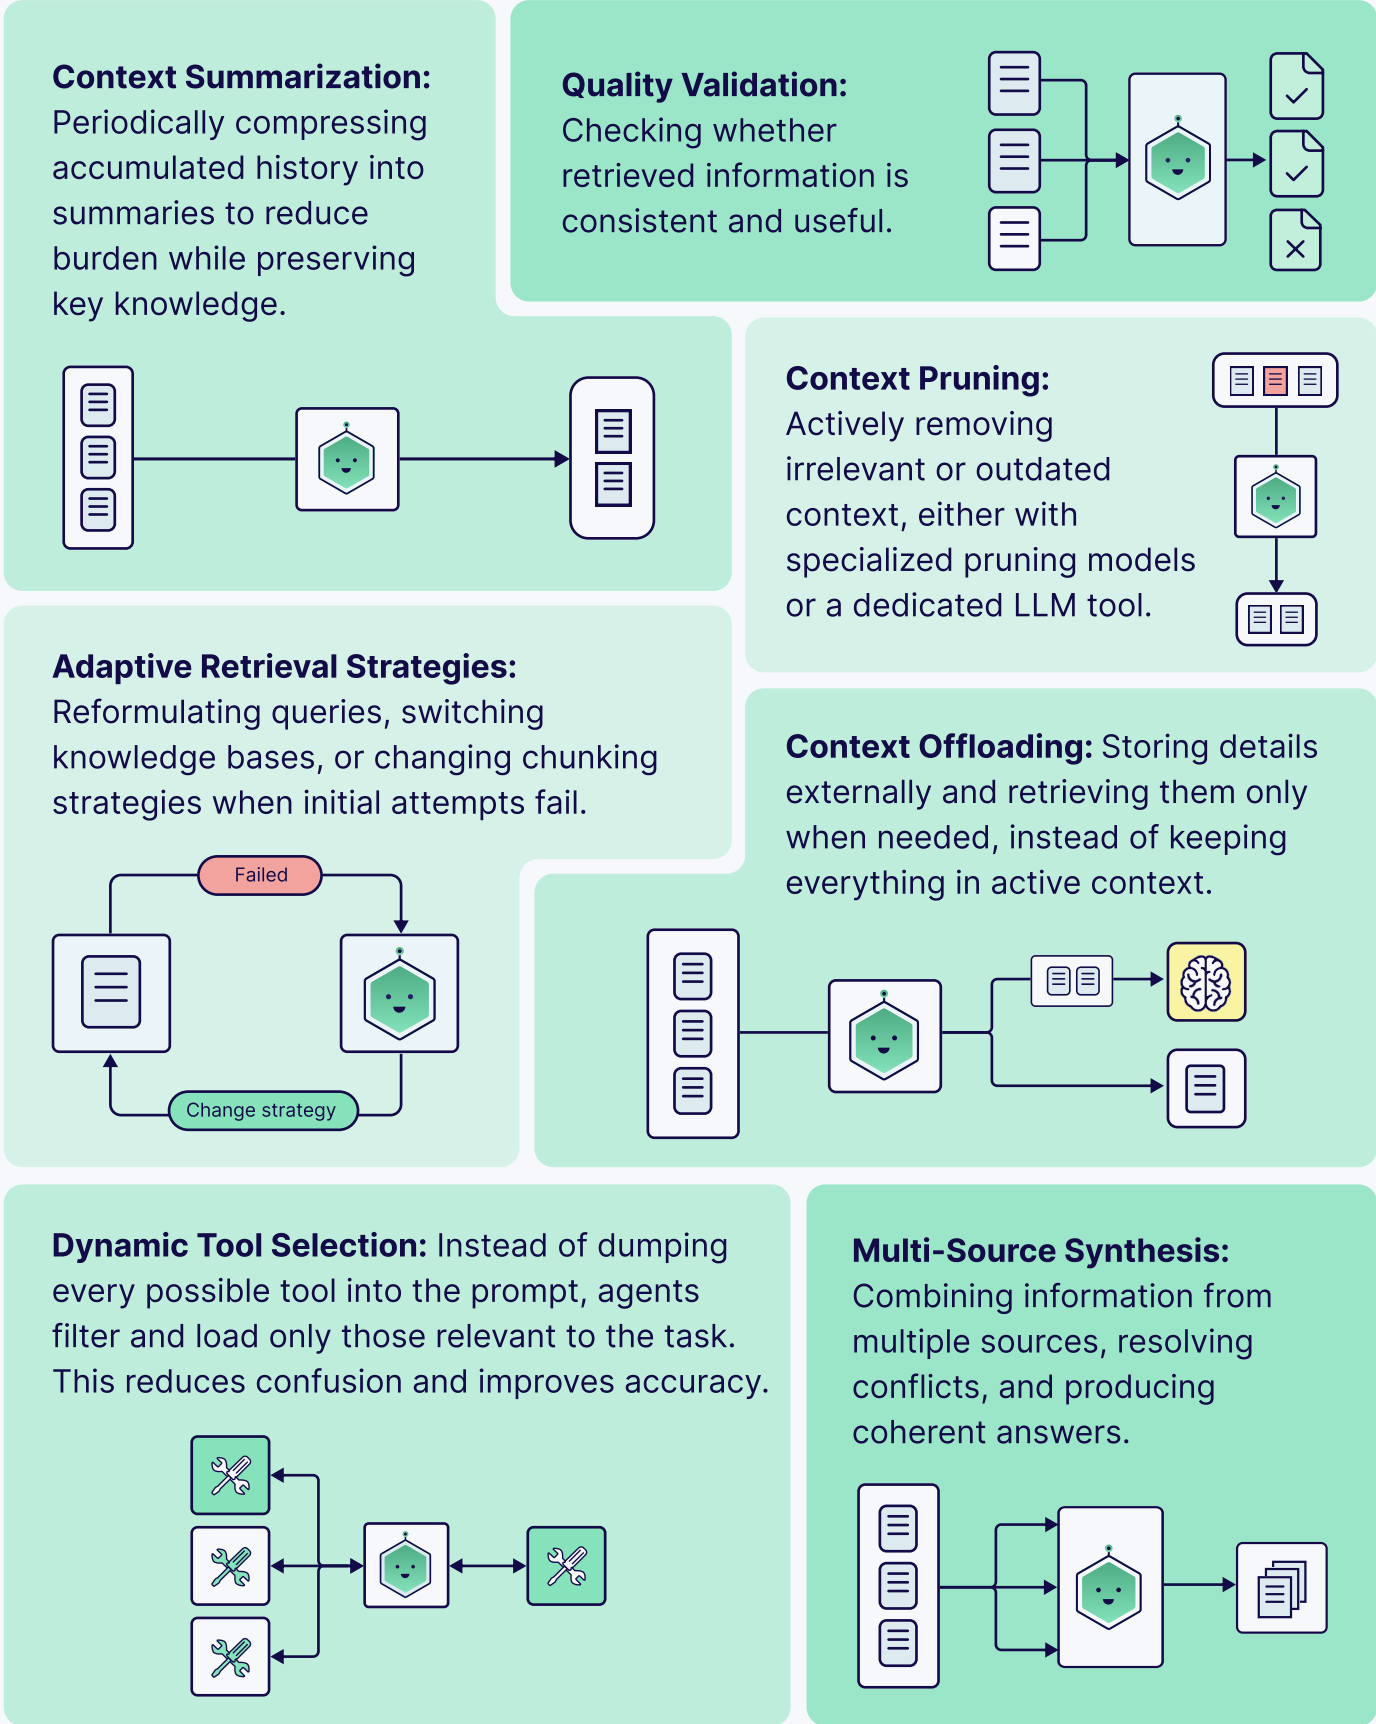 Context Summarization:
Periodically compressing
accumulated history into
summaries to reduce
burden while preserving
key knowledge.
Quality Validation:
Checking whether
retrieved information is
consistent and useful.
Context Pruning:
Actively removing
irrelevant or outdated
context, either with
specialized pruning models
or a dedicated LLM tool.
Adaptive Retrieval Strategies:
Reformulating queries, switching
knowledge bases, or changing chunking
strategies when initial attempts fail.
Failed
Change strategy
Context Offloading: Storing details
externally and retrieving them only
when needed, instead of keeping
everything in active context.
Dynamic Tool Selection: Instead of dumping
every possible tool into the prompt, agents
filter and load only those relevant to the task.
This reduces confusion and improves accuracy.
Multi-Source Synthesis:
Combining information from
multiple sources, resolving
conflicts, and producing
coherent answers.